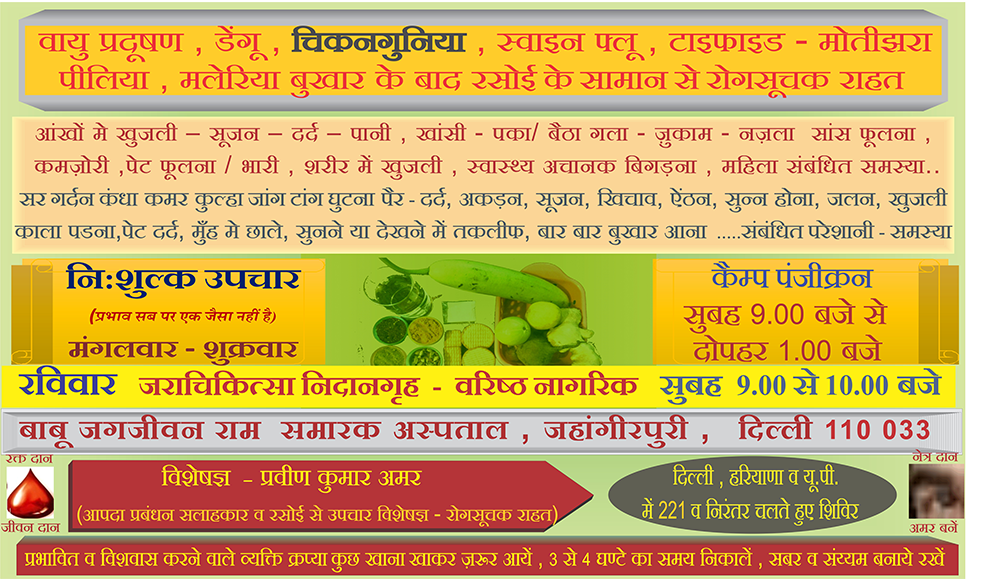 वायु प्रदूषण , डेंगू , चिकनगुनिया , स्वाइन फ्लू , टाइफाइड - मोतीझरा
पीलिया , मलेरिया बुखार के बाद रसोई के सामान से रोगसूचक राहत
आंखों मे खुजली – सूजन – दर्द – पानी , खांसी - पका/ बैठा गला - जुकाम - नज़ला सांस फूलना ,
कमज़ोरी ,पेट फूलना / भारी , शरीर में खुजली , स्वास्थ्य अचानक बिगड़ना , महिला संबंधित समस्या..
सर गर्दन कंधा कमर कुल्हा जांग टांग घुटना पैर - दर्द, अकड़न, सूजन, खिचाव, ऐंठन, सुन्न होना, जलन, खुजली
काला पडना,पेट दर्द, मुँह मे छाले, सुनने या देखने में तकलीफ, बार बार बुखार आना .....संबंधित परेशानी - समस्या
नि:शुल्क उपचार
(प्रभाव सब पर एक जैसा नहीं है)
मंगलवार - शुक्रवार
कैम्प पंजीक्रन
सुबह 9.00 बजे से
दोपहर 1.00 बजे
रविवार जराचिकित्सा निदानगृह - वरिष्ठ नागरिक सुबह 9.00 से 10.00 बजे
बाबू जगजीवन राम समारक अस्पताल , जहांगीरपुरी , दिल्ली 110 033
रक्त दान
जीवन दान
विशेषज्ञ – प्रवीण कुमार अमर
(आपदा प्रबंधन सलाहकार व रसोई से उपचार विशेषज्ञ - रोगसूचक राहत)
दिल्ली , हरियाणा व यू.पी.
में 221 व निरंतर चलते हुए शिविर
नेत्र दान
अमर बनें
प्रभावित व विशवास करने वाले व्यक्ति क्रप्या कुछ खाना खाकर ज़रूर आयें , 3 से 4 घण्टे का समय निकालें , सबर व संय्यम बनाये रखें